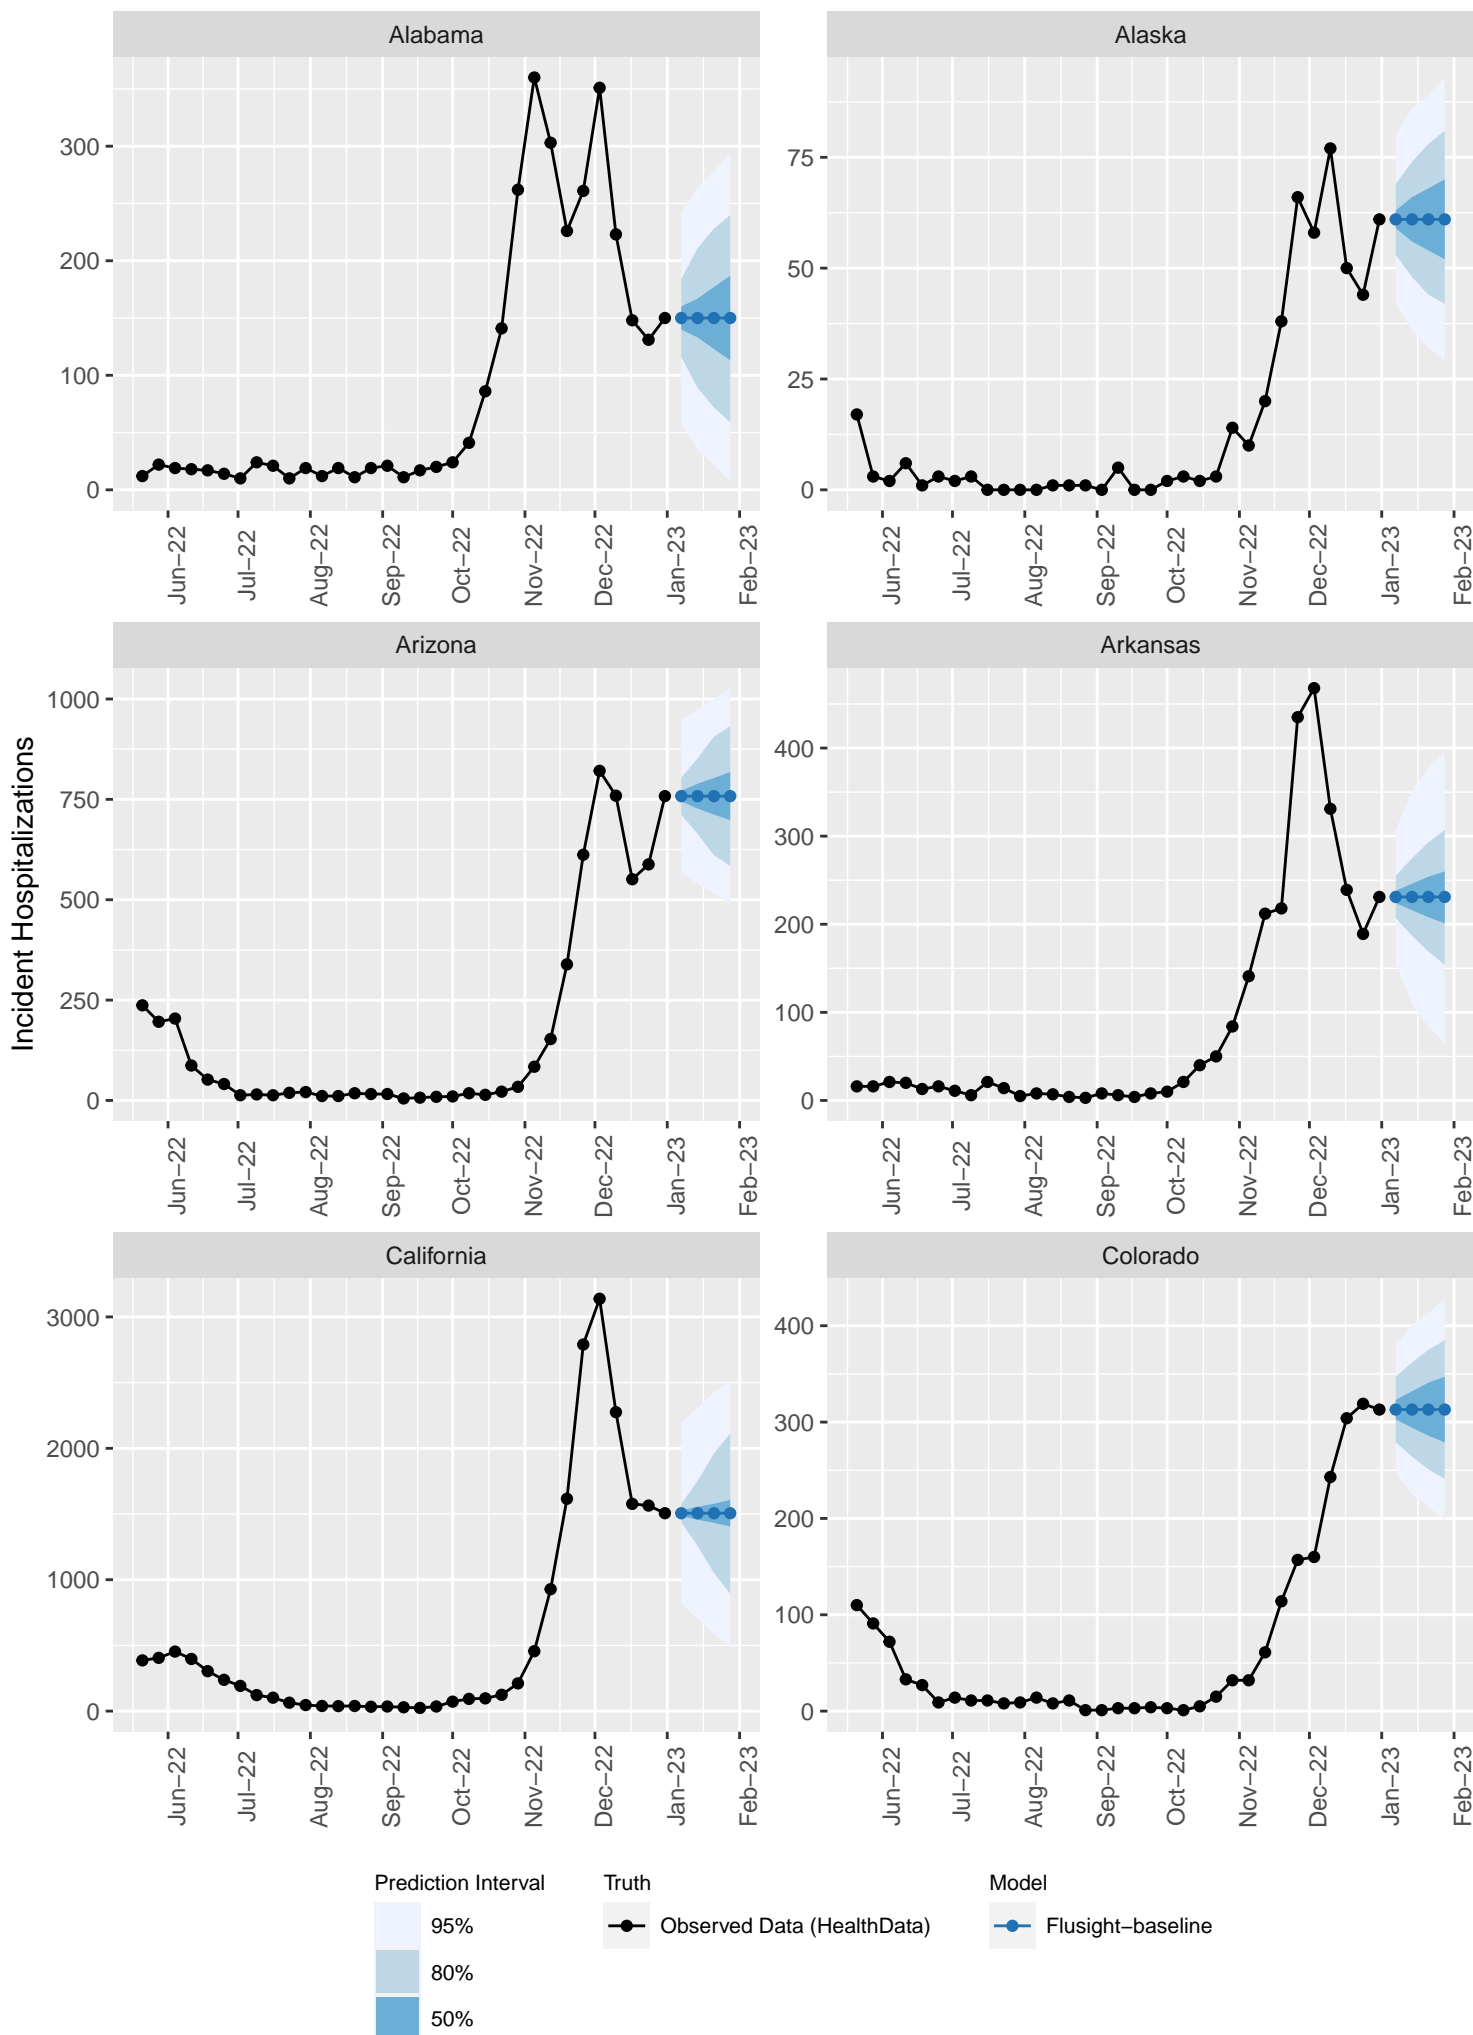 Alabama
Alaska
300
200
100
0
75
50
25
0
Jun−22
Jul−22
Aug−22
Sep−22
Oct−22
Nov−22
Dec−22
Jan−23
Feb−23
Jun−22
Jul−22
Aug−22
Sep−22
Oct−22
Nov−22
Dec−22
Jan−23
Feb−23
Incident Hospitalizations
Arizona
Arkansas
1000
750
500
250
0
400
300
200
100
0
Jun−22
Jul−22
Aug−22
Sep−22
Oct−22
Nov−22
Dec−22
Jan−23
Feb−23
Jun−22
Jul−22
Aug−22
Sep−22
Oct−22
Nov−22
Dec−22
Jan−23
Feb−23
California
Colorado
3000
2000
1000
0
400
300
200
100
0
Jun−22
Jul−22
Aug−22
Sep−22
Oct−22
Nov−22
Dec−22
Jan−23
Feb−23
Jun−22
Jul−22
Aug−22
Sep−22
Oct−22
Nov−22
Dec−22
Jan−23
Feb−23
Prediction Interval
95%
80%
50%
Truth
Observed Data (HealthData)
Model
Flusight−baseline